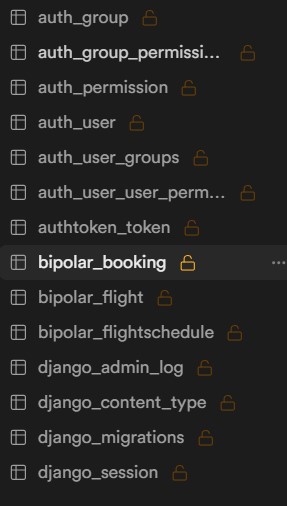 auth_group
auth_group_permissi...
auth_permission
auth_user
auth_user_groups
auth_user_user_perm...
authtoken_token
bipolar_booking
bipolar_flight
bipolar_flightschedule
django_admin_log
django_content_type
django_migrations
django_session